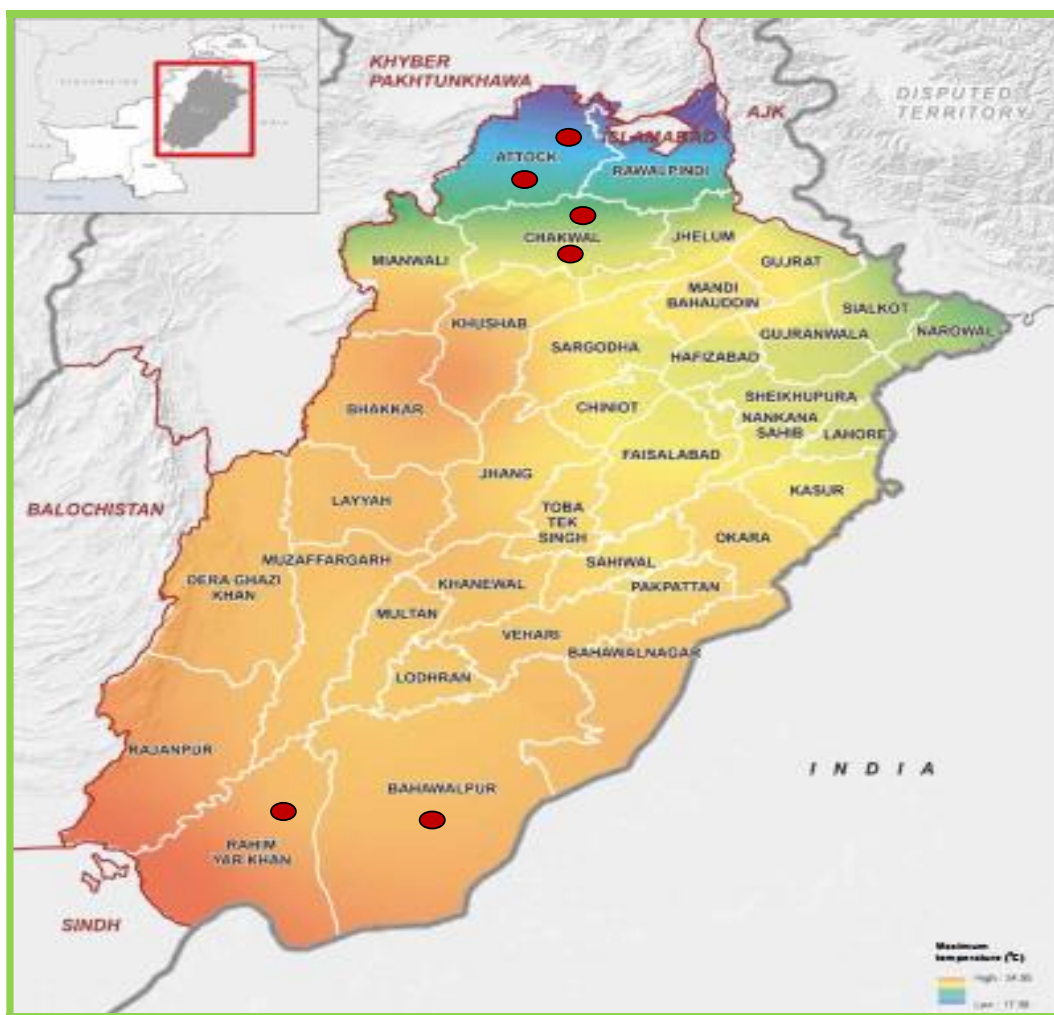 KHYBER
PAKHTUNKHAWA
DISPUTED
TERRITORY
AJK
ISLAMABAD
ATTOCK
RAWALPINDI
CHAKWAL
JHELUM
MIANWALI
GUJRAT
MANDI
BAHAUDDIN
SIALKOT
KHUSHAB
GUJRANWALA
NAROWAL
SARGODHA
HAFIZABAD
SHEIKHUPURA
BHAKKAR
CHINIOT
NANKANA
SAHIB
LAHORE
FAISALABAD
JHANG
KASUR
LAYYAH
BALOCHISTAN
TOBA
TEK
SINGH
OKARA
MUZAFFARGARH
SAHIWAL
DERA GHAZI
KHAN
KHANEWAL
PAKPATTAN
MULTAN
VEHARI
BAHAWALNAGAR
LODHRAN
RAJANPUR
INDIA
BAHAWALPUR
RAHIM
YAR KHAN
SINDH
Maximum
temperature (°C)